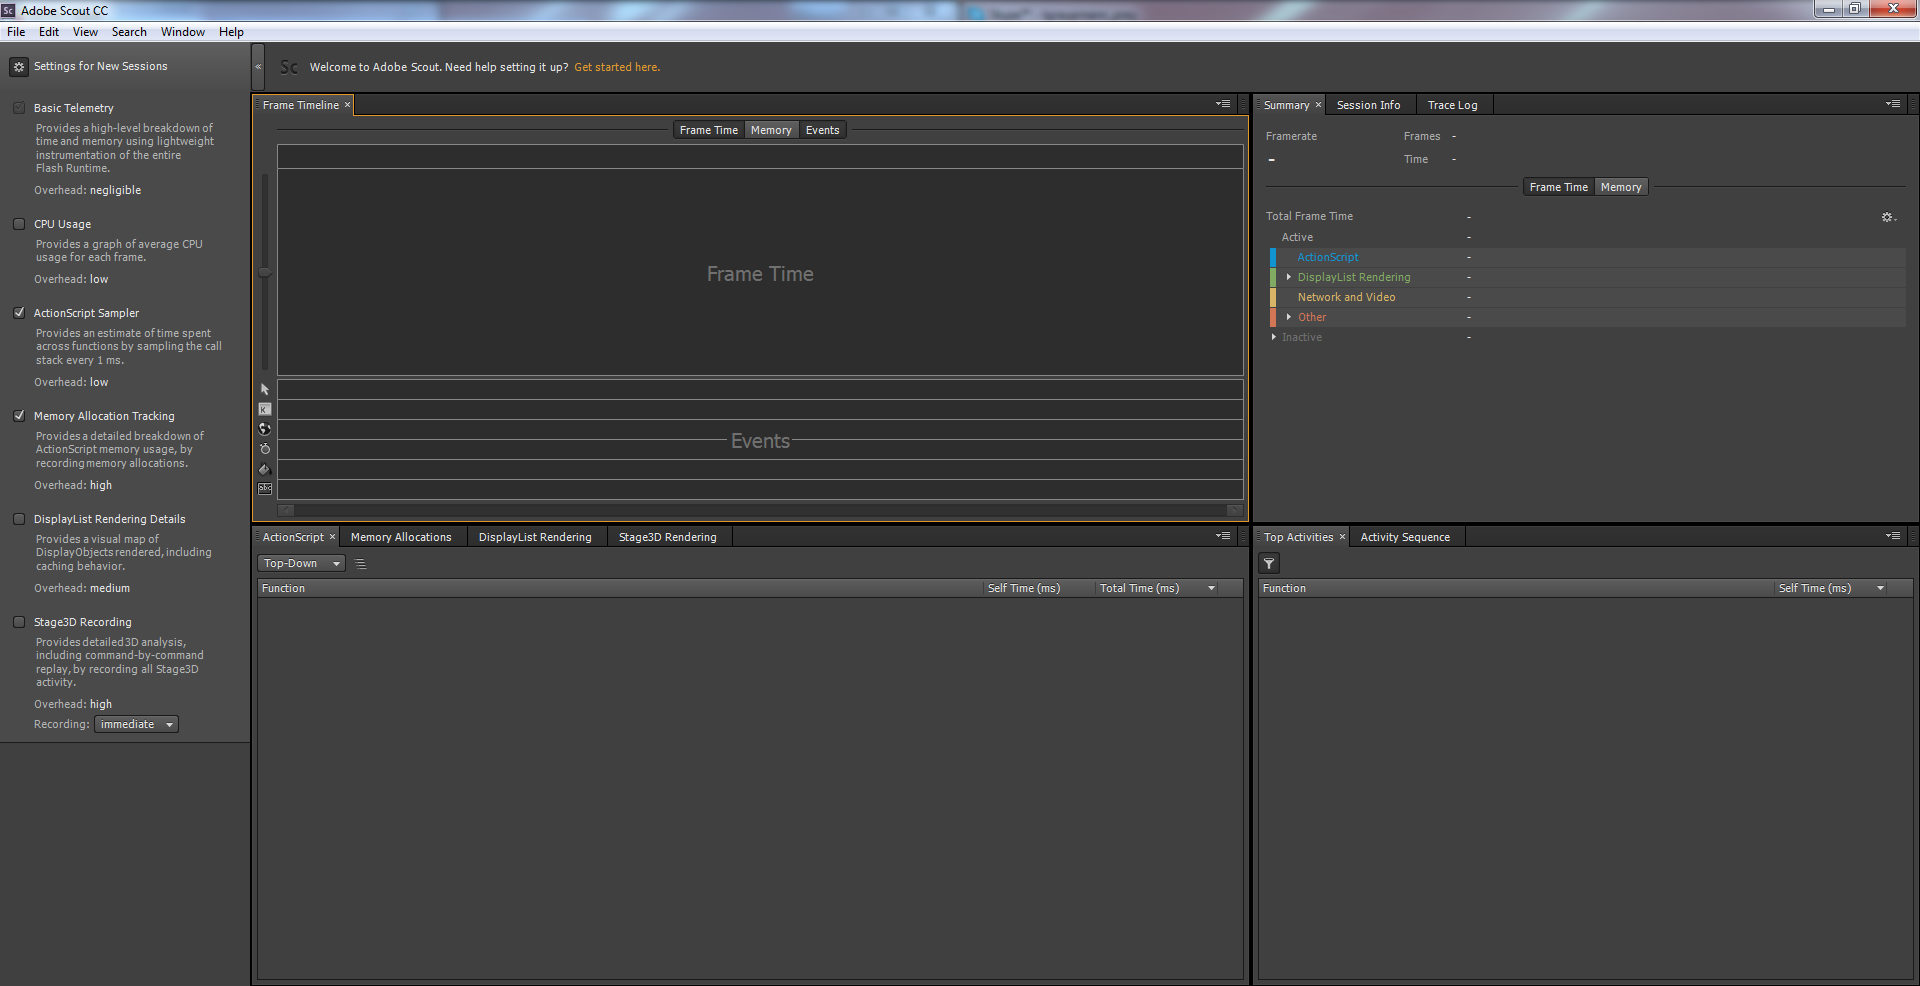 Sc Adobe Scout CC
File Edit View Search Window Help
Settings for New Sessions
Basic Telemetry
Provides a high-level breakdown of
time and memory using lightweight
instrumentation of the entire
Flash Runtime.
Overhead: negligible
CPU Usage
Provides a graph of average CPU
usage for each frame.
Overhead: low
ActionScript Sampler
Provides an estimate of time spent
across functions by sampling the call
stack every 1 ms.
Overhead: low
Memory Allocation Tracking
Provides a detailed breakdown of
ActionScript memory usage, by
recording memory allocations.
Overhead: high
DisplayList Rendering Details
Provides a visual map of
DisplayObjects rendered, including
caching behavior.
Overhead: medium
Stage3D Recording
Provides detailed 3D analysis,
including command-by-command
replay, by recording all Stage3D
activity.
Overhead: high
Recording: immediate
« Sc Welcome to Adobe Scout. Need help setting it up? Get started here.
Frame Timeline ×
Frame Time Memory Events
Frame Time
K
abc
Events
Summary × Session Info Trace Log
Framerate Frames -
- Time -
Frame Time Memory
Total Frame Time -
Active -
ActionScript -
DisplayList Rendering -
Network and Video -
Other -
Inactive -
ActionScript × Memory Allocations DisplayList Rendering Stage3D Rendering
Top-Down
Function Self Time (ms) Total Time (ms)
Top Activities × Activity Sequence
Function Self Time (ms)